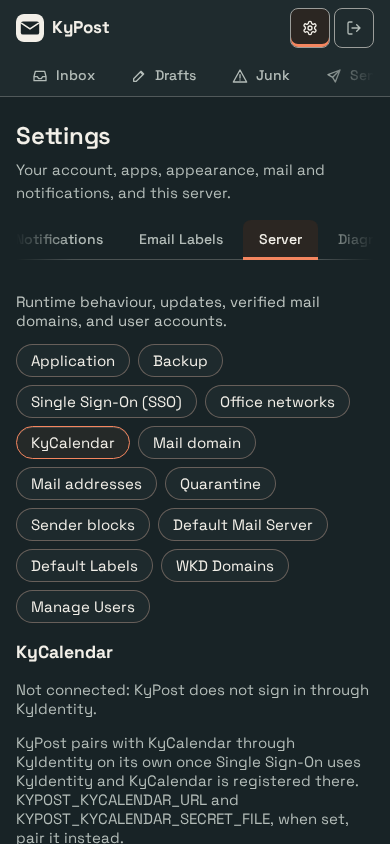 KyPost
Inbox
Drafts
Junk
Settings
Your account, apps, appearance, mail and
notifications, and this server.
Notifications
Email Labels
Server
Runtime behaviour, updates, verified mail
domains, and user accounts.
Application
Backup
Single Sign-On (SSO)
Office networks
KyCalendar
Mail domain
Mail addresses
Quarantine
Sender blocks
Default Mail Server
Default Labels
WKD Domains
Manage Users
KyCalendar
Not connected: KyPost does not sign in through
KyIdentity.
KyPost pairs with KyCalendar through
KyIdentity on its own once Single Sign-On uses
KyIdentity and KyCalendar is registered there.
KYPOST_KYCALENDAR_URL and
KYPOST_KYCALENDAR_SECRET_FILE, when set,
pair it instead.